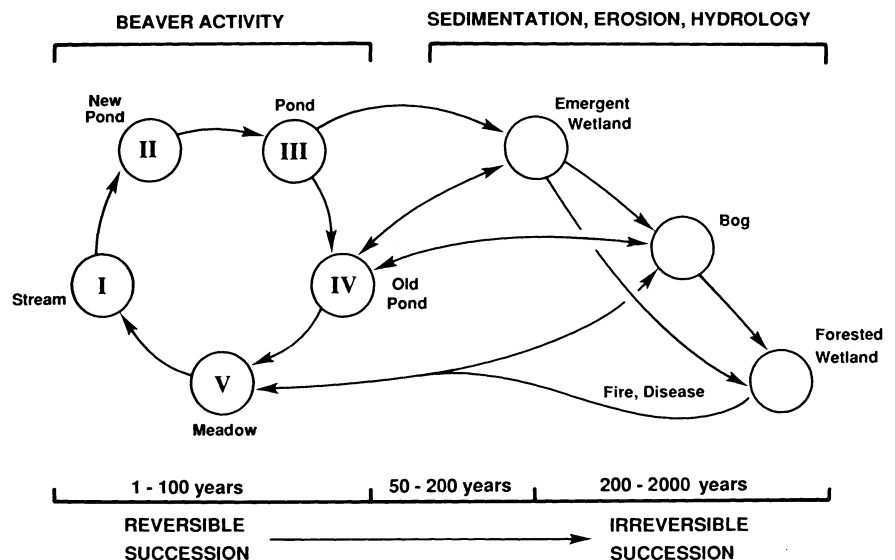 BEAVER ACTIVITY
SEDIMENTATION, EROSION, HYDROLOGY
New
Pond
II
Pond
III
Emergent
Wetland
Bog
Stream
I
IV
Old
Pond
V
Meadow
Forested
Wetland
Fire, Disease
1 - 100 years
50 - 200 years
200 - 2000 years
REVERSIBLE
SUCCESSION
IRREVERSIBLE
SUCCESSION